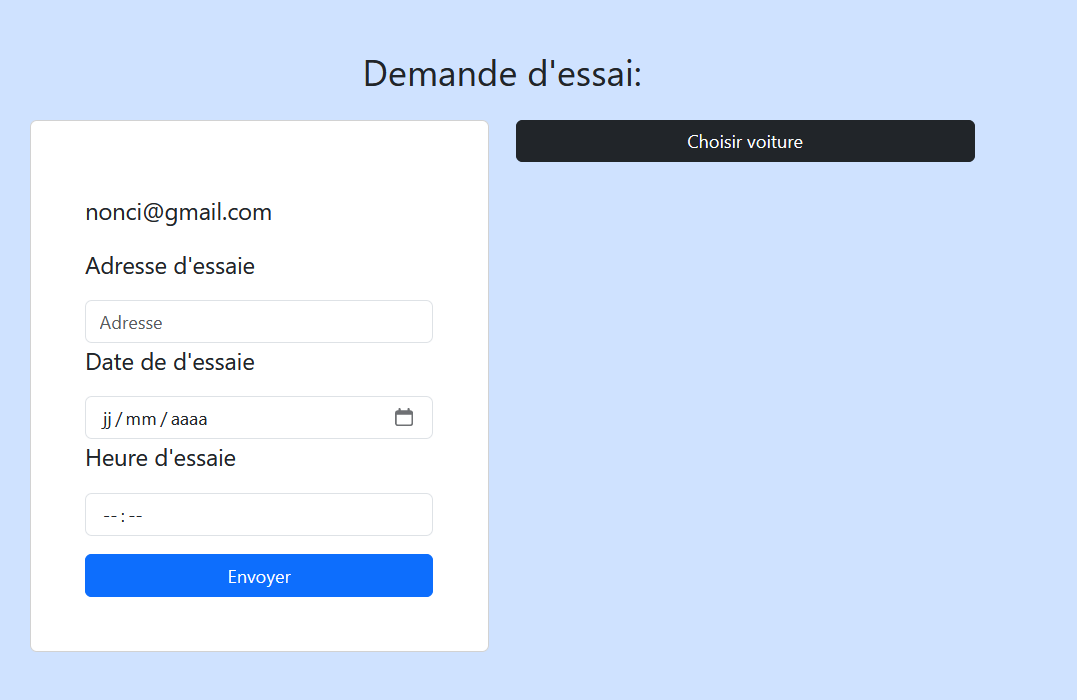 Demande d'essai:
nonci@gmail.com
Adresse d'essaie
Adresse
Date de d'essaie
jj/mm/aaaa
Heure d'essaie
--:--
Envoyer
Choisir voiture